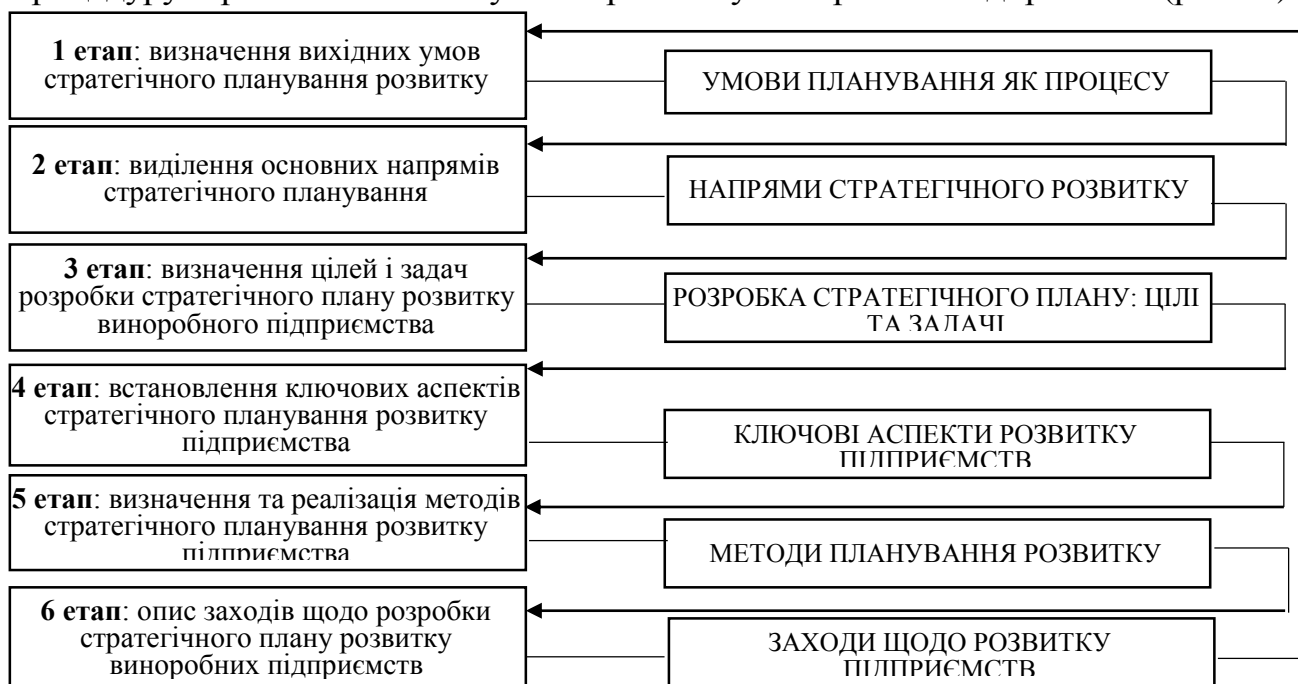 1 етап: визначення вихідних умов
стратегічного планування розвитку
УМОВИ ПЛАНУВАННЯ ЯК ПРОЦЕСУ
2 етап: виділення основних напрямів
стратегічного планування
НАПРЯМИ СТРАТЕГІЧНОГО РОЗВИТКУ
3 етап: визначення цілей і задач
розробки стратегічного плану розвитку
виноробного підприємства
РОЗРОБКА СТРАТЕГІЧНОГО ПЛАНУ: ЦІЛІ
ТА ЗАДАЧІ
4 етап: встановлення ключових аспектів
стратегічного планування розвитку
підприємства
КЛЮЧОВІ АСПЕКТИ РОЗВИТКУ
ПІДПРИЄМСТВ
5 етап: визначення та реалізація методів
стратегічного планування розвитку
підприємства
МЕТОДИ ПЛАНУВАННЯ РОЗВИТКУ
6 етап: опис заходів щодо розробки
стратегічного плану розвитку
виноробних підприємств
ЗАХОДИ ЩОДО РОЗВИТКУ
ПІДПРИЄМСТВ